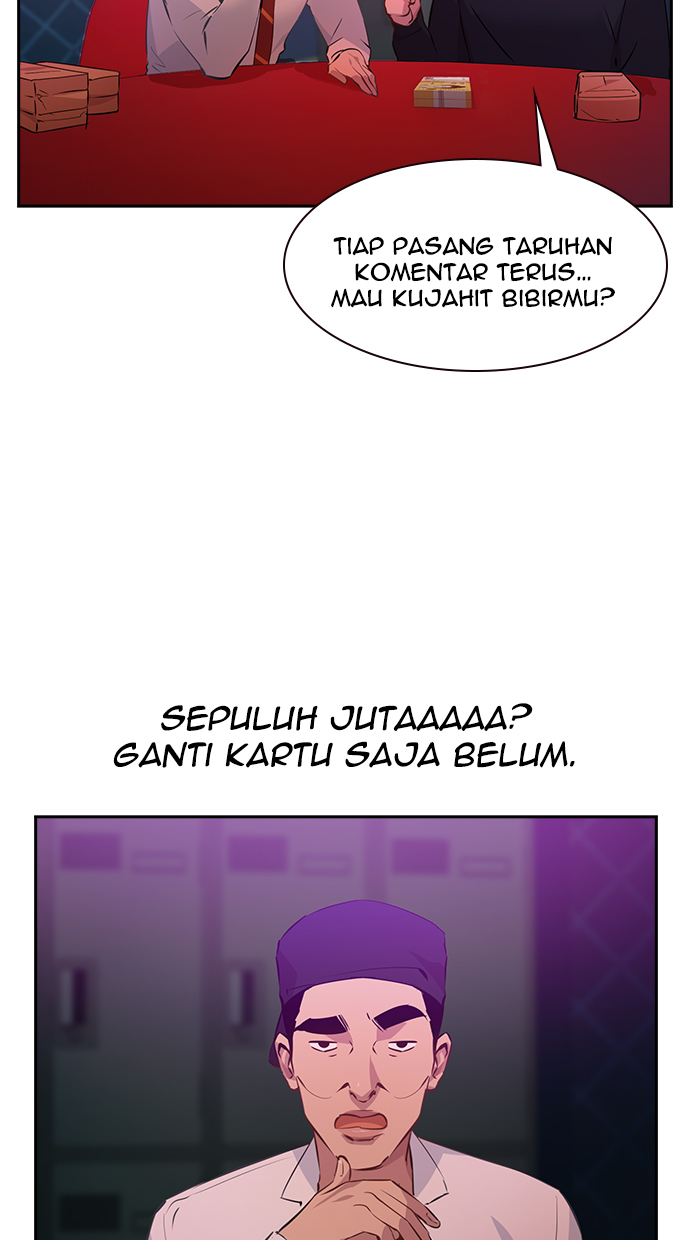 TIAP PASANG TARUHAN
KOMENTAR TERUS...
MAU KUJAHIT BIBIRMU?
SEPULUH JUTAAAAA?
GANTI KARTU SAJA BELUM.